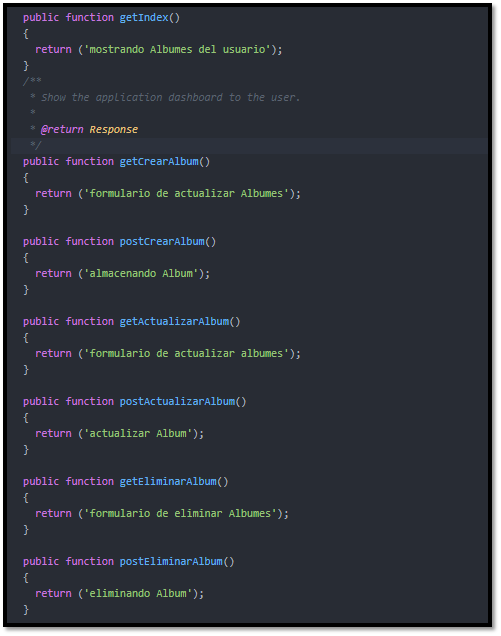 public function getIndex()
{
return ('mostrando Albumes del usuario');
}
/**
* Show the application dashboard to the user.
*
* @return Response
*/
public function getCrearAlbum()
{
return ('formulario de actualizar Albumes');
}
public function postCrearAlbum()
{
return ('almacenando Album');
}
public function getActualizarAlbum()
{
return ('formulario de actualizar albumes');
}
public function postActualizarAlbum()
{
return ('actualizar Album');
}
public function getEliminarAlbum()
{
return ('formulario de eliminar Albumes');
}
public function postEliminarAlbum()
{
return ('eliminando Album');
}